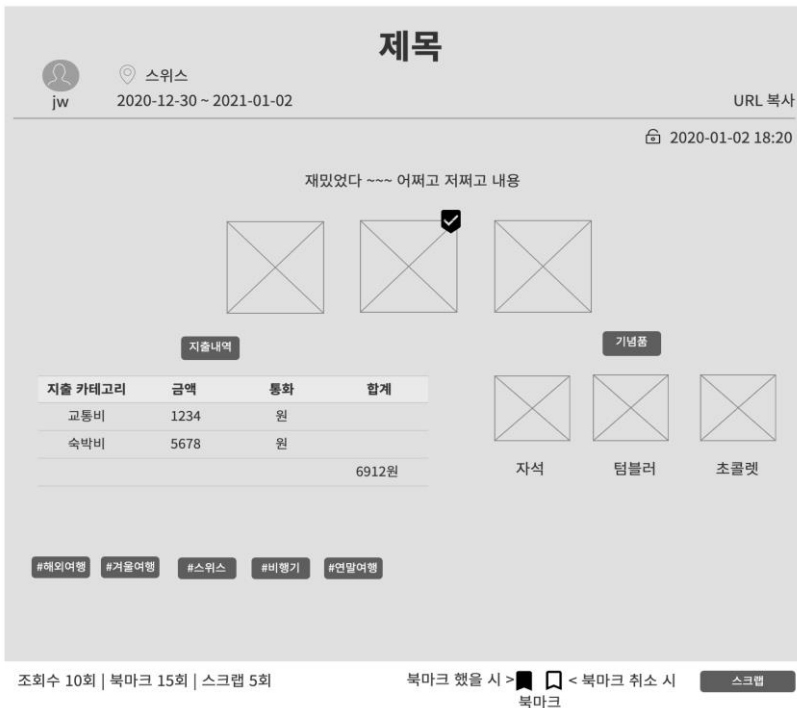 제목
스위스
jw
2020-12-30 ~ 2021-01-02
URL 복사
2020-01-02 18:20
재밌었다 ~~~ 어쩌고 저쩌고 내용
지출내역
기념품
지출 카테고리 금액 통화 합계
교통비 1234 원
숙박비 5678 원
6912원
자석 텀블러 초콜렛
#해외여행 #겨울여행 #스위스 #비행기 #연말여행
조회수 10회 | 북마크 15회 | 스크랩 5회
북마크 했을 시 > < 북마크 취소 시
북마크
스크랩